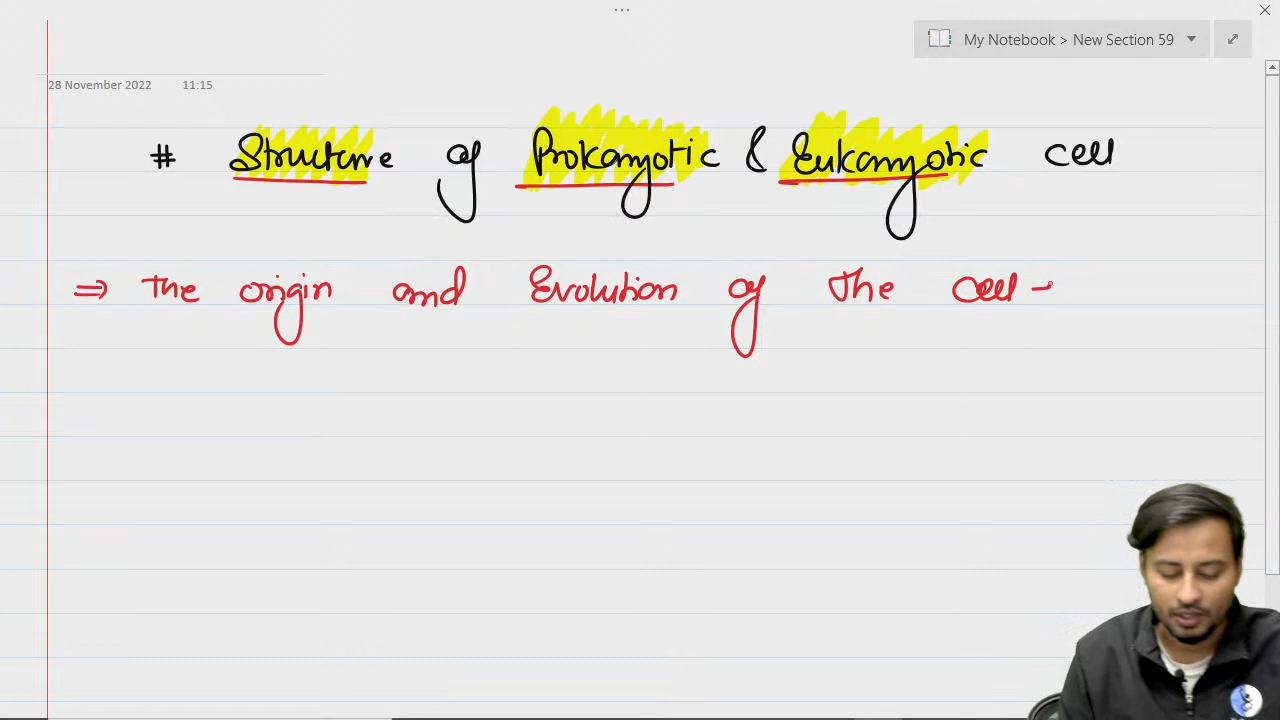 ...
My Notebook > New Section 59
28 November 2022 11:15
# Structure of Prokaryotic & Eukaryotic cell
⇒ The origin and Evolution of The cell -